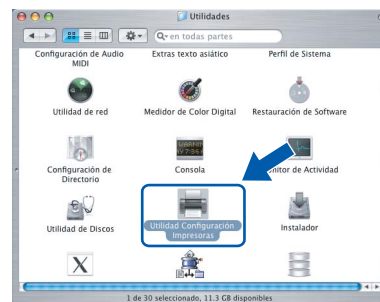 Utilidades
en todas partes
Configuración de Audio
MIDI
Extras texto asiático
Perfil de Sistema
Utilidad de red
Medidor de Color Digital
Restauración de Software
Configuración de
Directorio
Consola
nitor de Actividad
Utilidad de Discos
Utilidad Configuración
Impresoras
Instalador
X
1 de 30 seleccionado, 11.3 GB disponibles